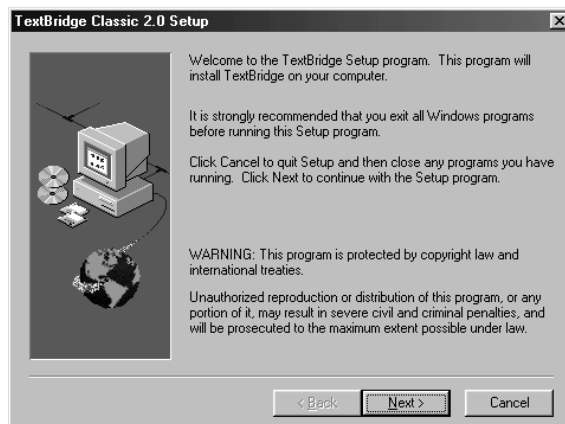 TextBridge Classic 2.0 Setup
Welcome to the TextBridge Setup program. This program will
install TextBridge on your computer.
It is strongly recommended that you exit all Windows programs
before running this Setup program.
Click Cancel to quit Setup and then close any programs you have
running. Click Next to continue with the Setup program.
WARNING: This program is protected by copyright law and
international treaties.
Unauthorized reproduction or distribution of this program, or any
portion of it, may result in severe civil and criminal penalties, and
will be prosecuted to the maximum extent possible under law.
< Back Next > Cancel